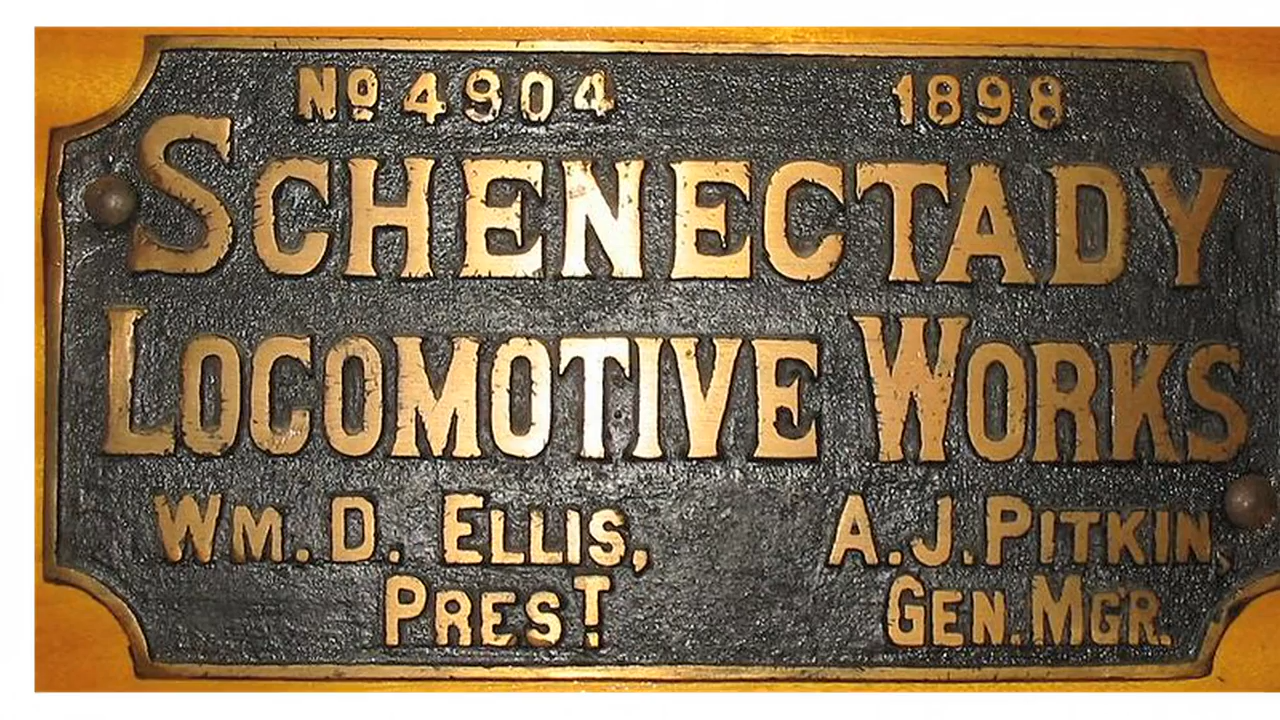 No 4904 1898
SCHENECTADY
LOCOMOTIVE WORKS
WM. D. ELLIS, A. J. PITKIN,
PREST. GEN. MGR.